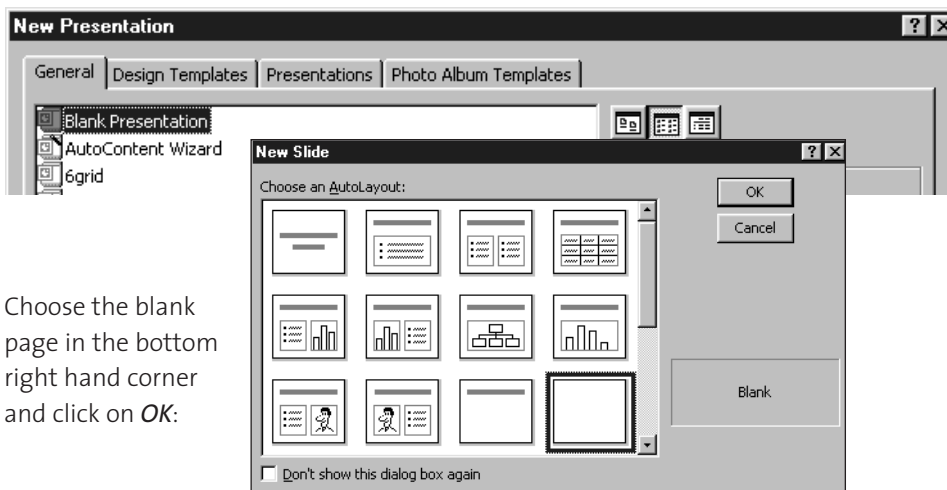 New Presentation
General Design Templates Presentations Photo Album Templates
Blank Presentation
AutoContent Wizard
6grid
New Slide
Choose an AutoLayout:
OK
Cancel
Blank
Don't show this dialog box again
Choose the blank
page in the bottom
right hand corner
and click on OK: